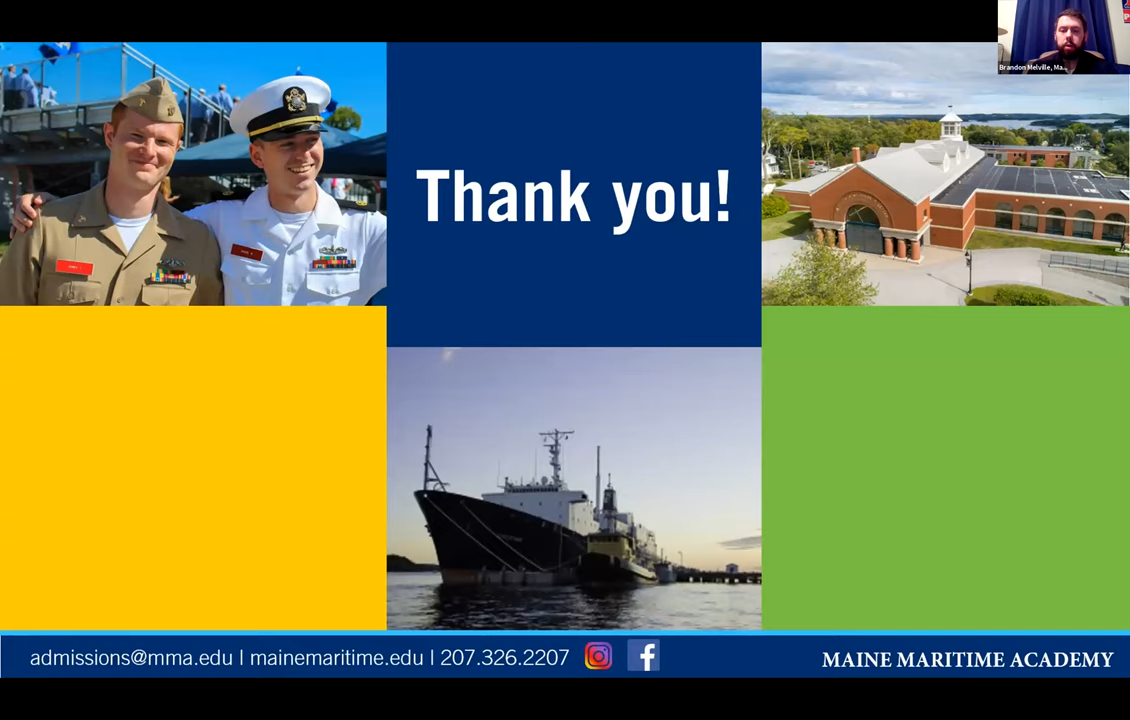 Brandon Melville, Ma...
Thank you!
admissions@mma.edu | mainemaritime.edu | 207.326.2207
MAINE MARITIME ACADEMY